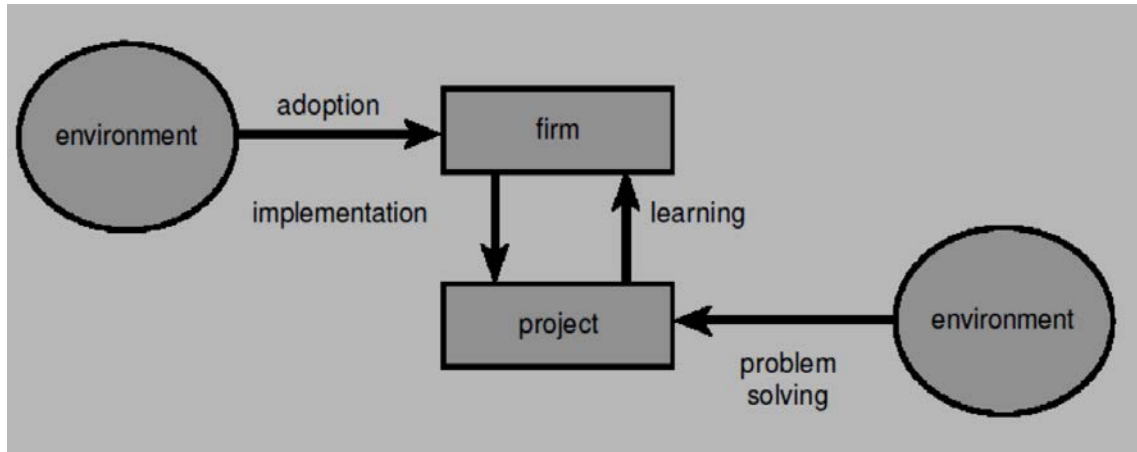 adoption
environment
firm
implementation
learning
project
environment
problem
solving